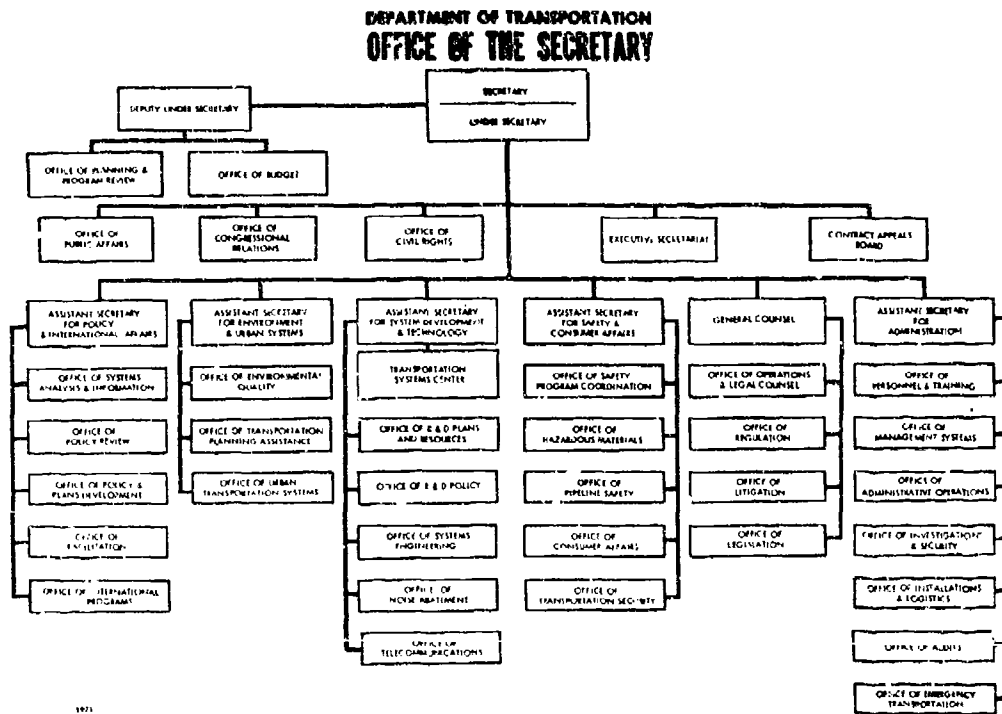 DEPARTMENT OF TRANSPORTATION
OFFICE OF THE SECRETARY
SECRETARY
UNDER SECRETARY
DEPUTY UNDER SECRETARY
OFFICE OF PLANNING &
PROGRAM REVIEW
OFFICE OF BUDGET
OFFICE OF
PUBLIC AFFAIRS
OFFICE OF
CONGRESSIONAL
RELATIONS
OFFICE OF
CIVIL RIGHTS
EXECUTIVE SECRETARIAT
CONTRACT APPEALS
BOARD
ASSISTANT SECRETARY
FOR POLICY
& INTERNATIONAL AFFAIRS
OFFICE OF SYSTEMS
ANALYSIS & INFORMATION
OFFICE OF
POLICY REVIEW
OFFICE OF POLICY &
PLANS DEVELOPMENT
OFFICE OF
FACILITATION
OFFICE OF INTERNATIONAL
PROGRAMS
ASSISTANT SECRETARY
FOR ENVIRONMENT
& URBAN SYSTEMS
OFFICE OF ENVIRONMENTAL
QUALITY
OFFICE OF TRANSPORTATION
PLANNING ASSISTANCE
OFFICE OF URBAN
TRANSPORTATION SYSTEMS
ASSISTANT SECRETARY
FOR SYSTEM DEVELOPMENT
& TECHNOLOGY
TRANSPORTATION
SYSTEMS CENTER
OFFICE OF R & D PLANS
AND RESOURCES
OFFICE OF R & D POLICY
OFFICE OF SYSTEMS
ENGINEERING
OFFICE OF
NOISE ABATEMENT
OFFICE OF
TELECOMMUNICATIONS
ASSISTANT SECRETARY
FOR SAFETY &
CONSUMER AFFAIRS
OFFICE OF SAFETY
PROGRAM COORDINATION
OFFICE OF
HAZARDOUS MATERIALS
OFFICE OF
PIPELINE SAFETY
OFFICE OF
CONSUMER AFFAIRS
OFFICE OF
TRANSPORTATION SECURITY
GENERAL COUNSEL
OFFICE OF OPERATIONS
& LEGAL COUNSEL
OFFICE OF
REGULATION
OFFICE OF
LITIGATION
OFFICE OF
LEGISLATION
ASSISTANT SECRETARY
FOR
ADMINISTRATION
OFFICE OF
PERSONNEL & TRAINING
OFFICE OF
MANAGEMENT SYSTEMS
OFFICE OF
ADMINISTRATIVE OPERATIONS
OFFICE OF INVESTIGATIONS
& SECURITY
OFFICE OF INSTALLATIONS
& LOGISTICS
OFFICE OF AUDITS
OFFICE OF EMERGENCY
TRANSPORTATION